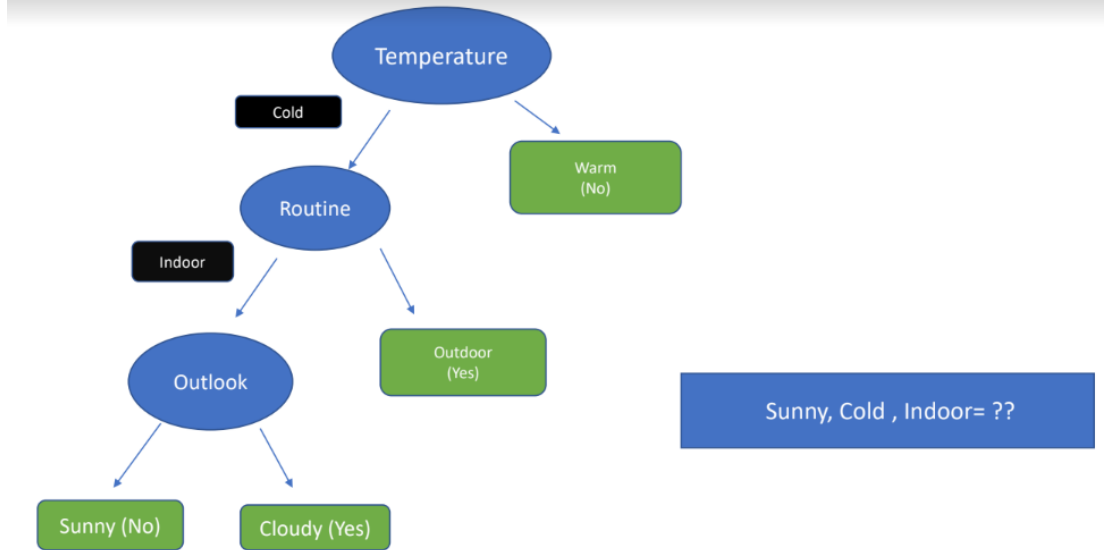 Temperature
Cold
Warm
(No)
Routine
Indoor
Outdoor
(Yes)
Outlook
Sunny, Cold , Indoor= ??
Sunny (No)
Cloudy (Yes)